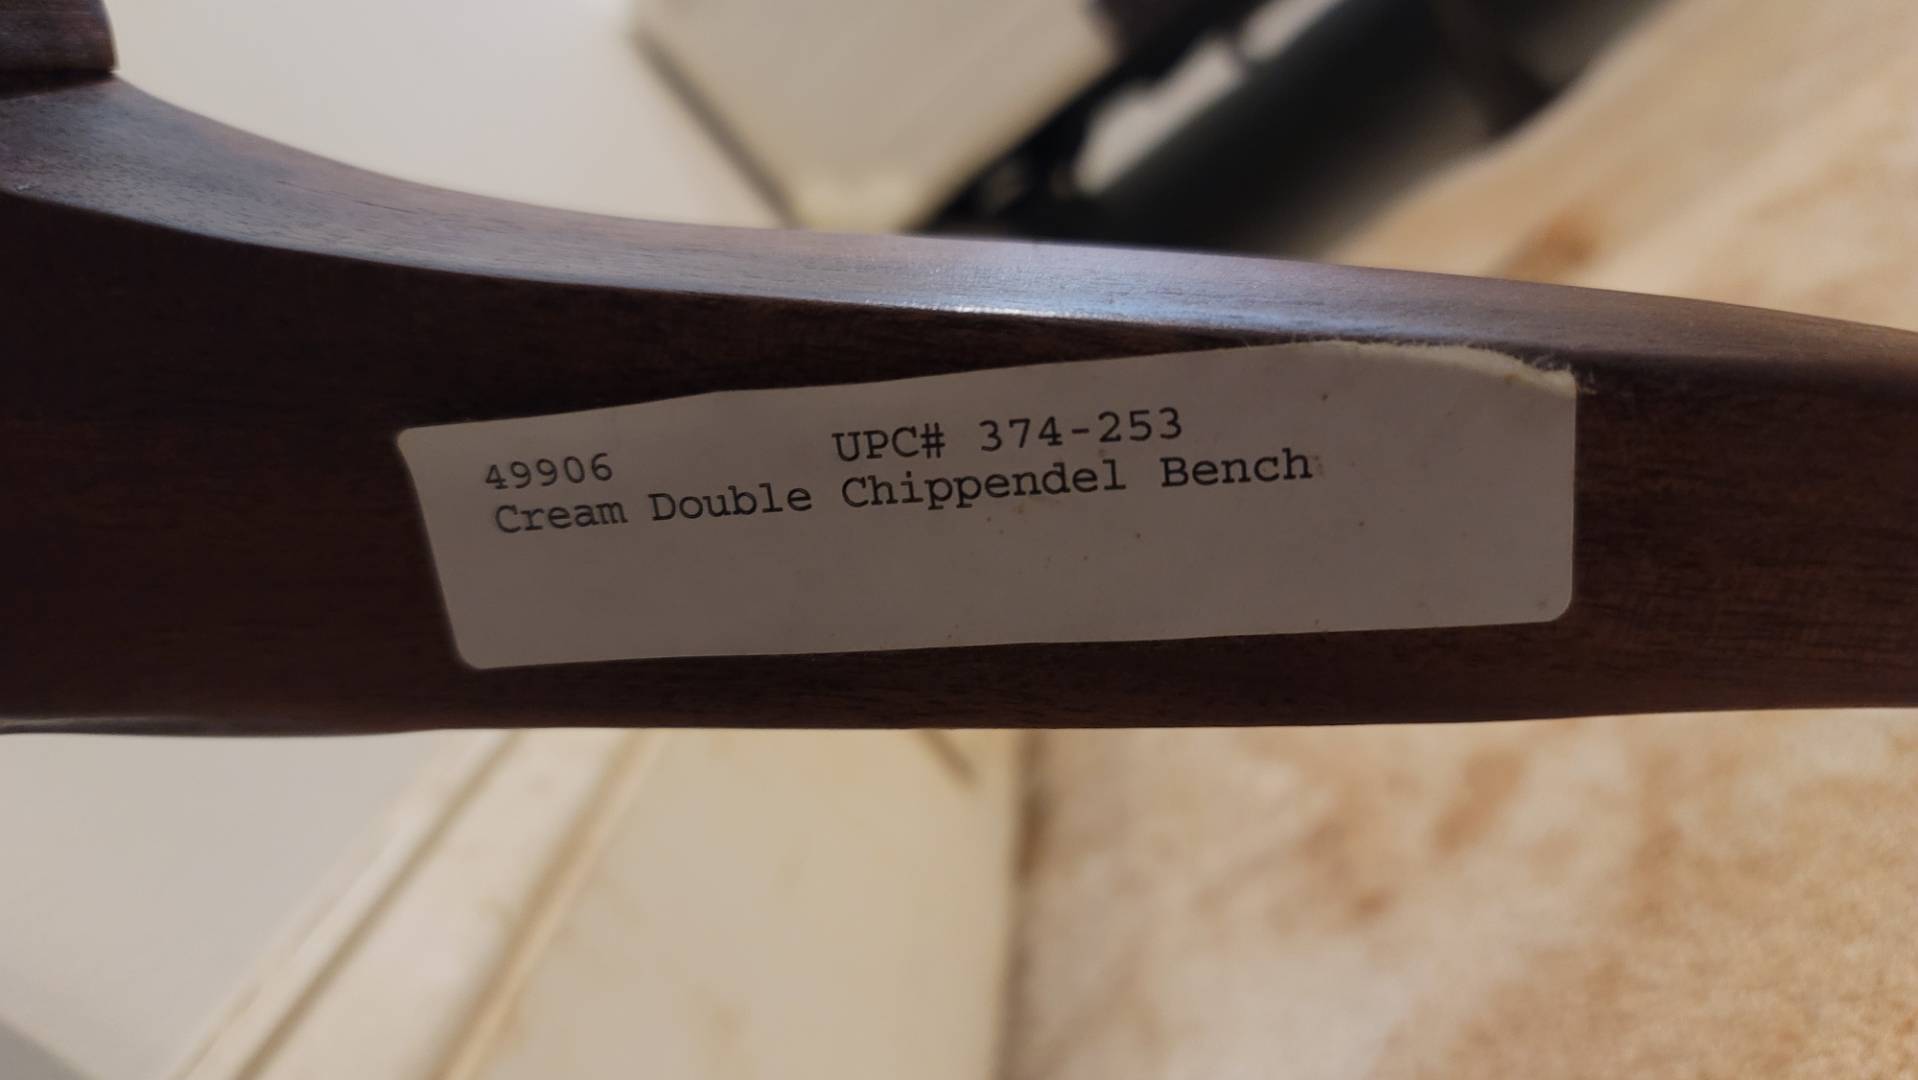 49906 UPC# 374-253
Cream Double Chippendel Bench